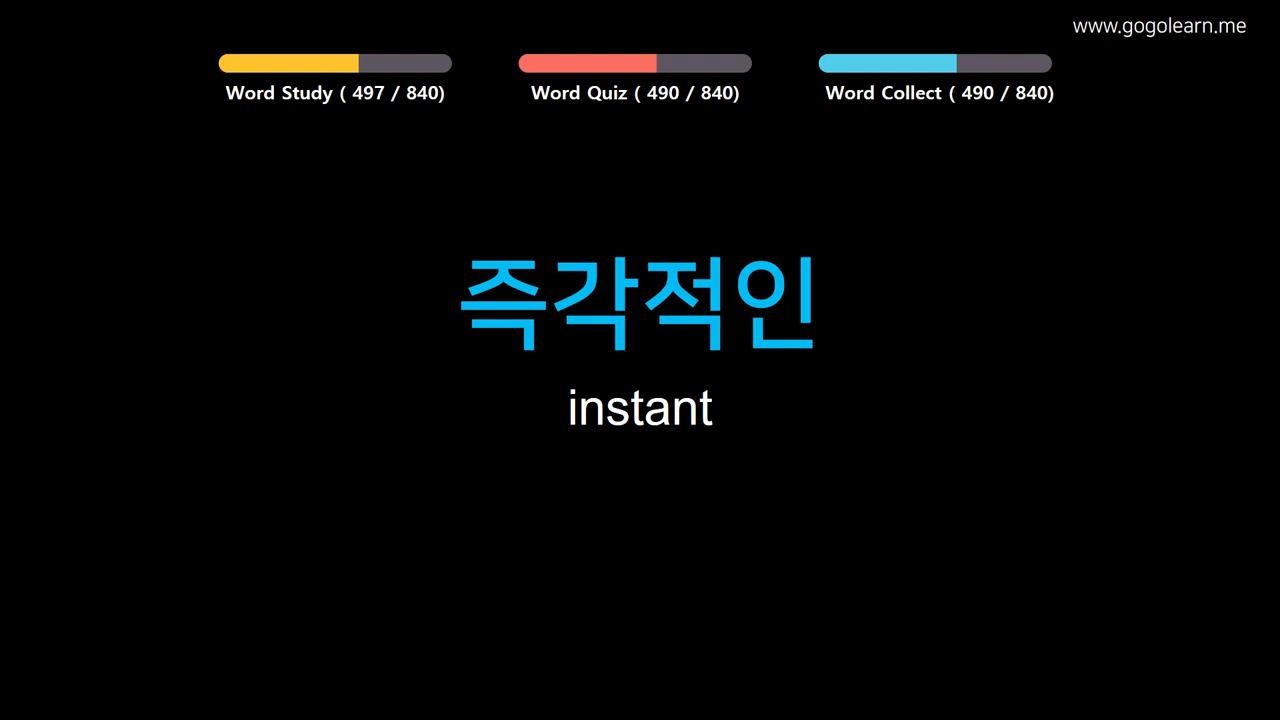 www.gogolearn.me
Word Study ( 497 / 840)
Word Quiz ( 490 / 840)
Word Collect ( 490 / 840)
즉각적인
instant